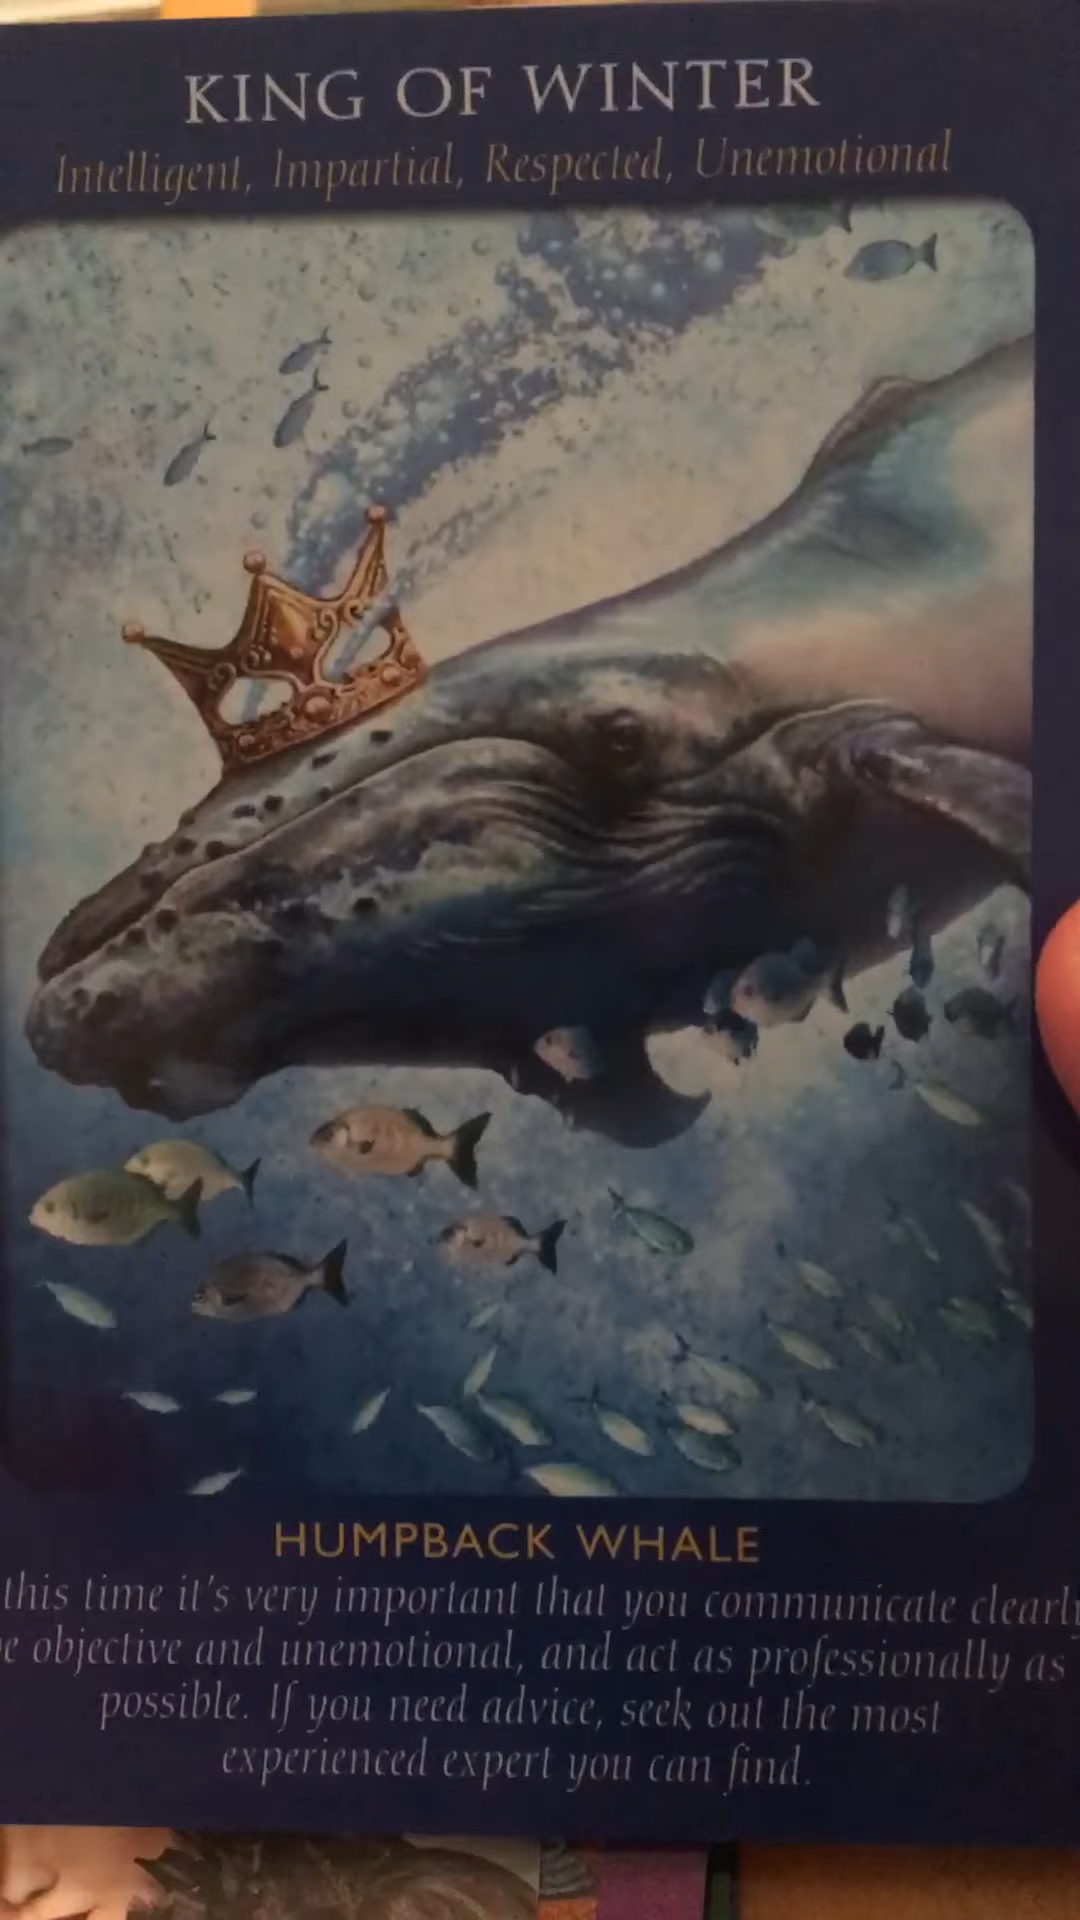 KING OF WINTER
Intelligent, Impartial, Respected, Unemotional
HUMPBACK WHALE
this time it's very important that you communicate clearly
objective and unemotional, and act as professionally as
possible. If you need advice, seek out the most
experienced expert you can find.